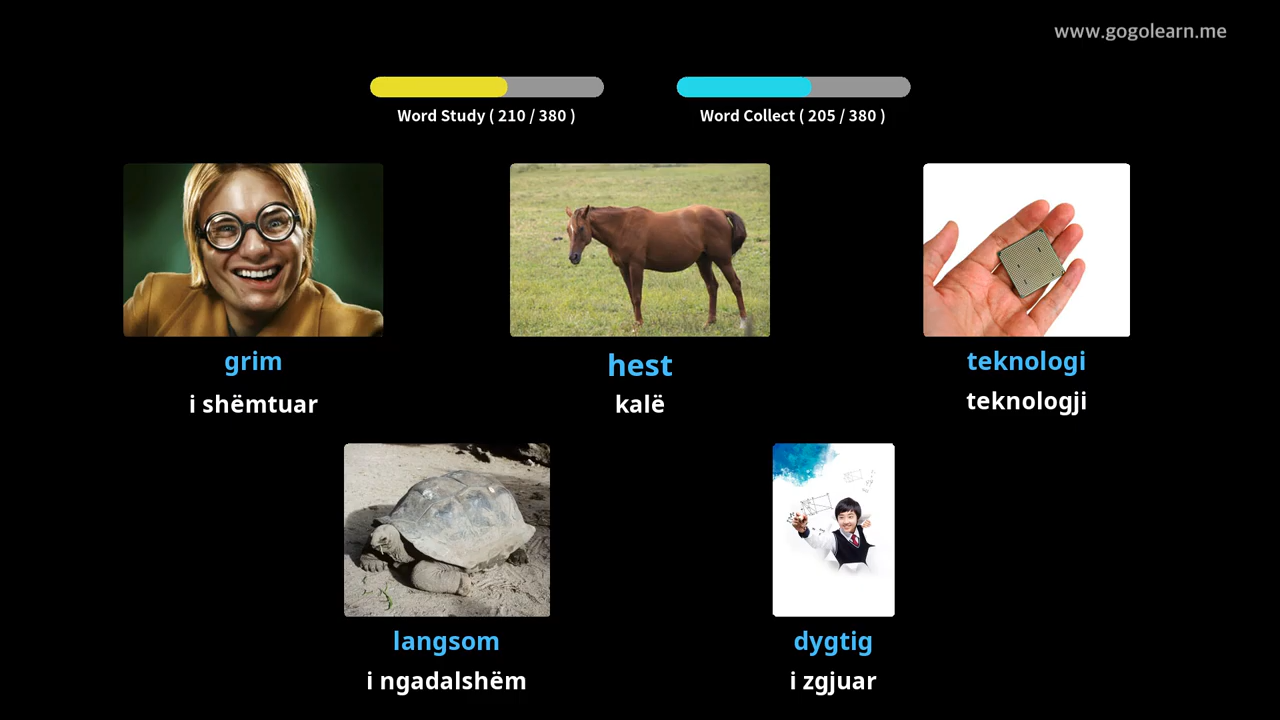 www.gogolearn.me
Word Study ( 210 / 380 )
Word Collect ( 205 / 380 )
grim
i shëmtuar
hest
kalë
teknologi
teknologji
langsom
i ngadalshëm
dygtig
i zgjuar